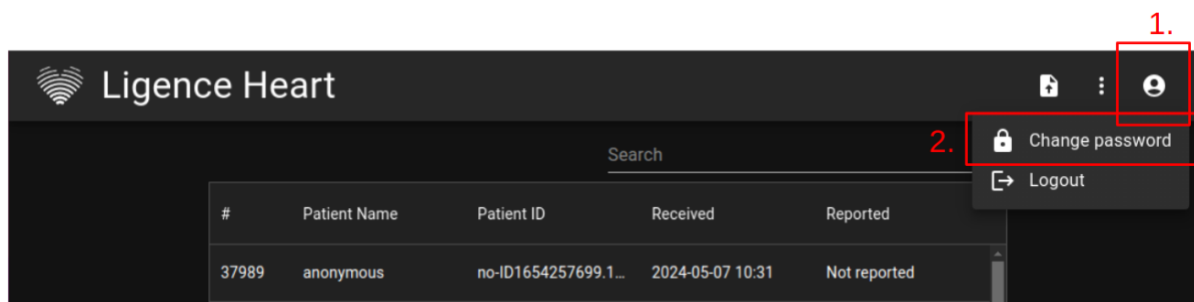 1.
Ligence Heart
2.
Change password
Search
Logout
# Patient Name Patient ID Received Reported
37989 anonymous no-ID1654257699.1... 2024-05-07 10:31 Not reported